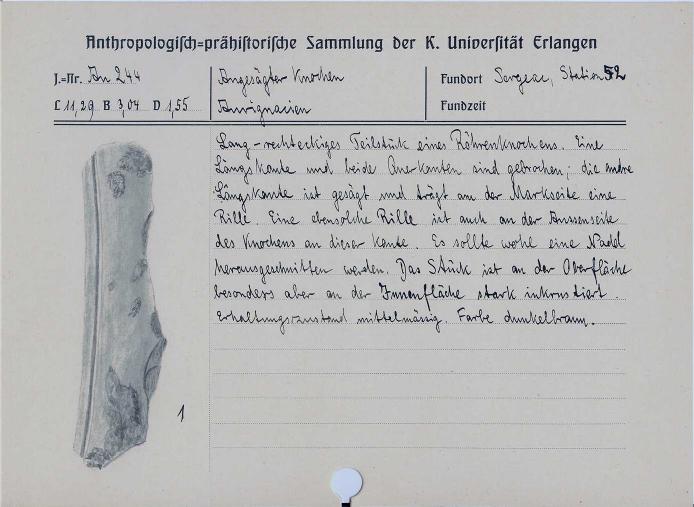 Anthropologisch-prähistorische Sammlung der K. Universität Erlangen
J.-Nr. An 244
Angesägter Knochen
Fundort Sergeac, Station
L 11,29 B 3,04 D 1,55
Aurignacien
Fundzeit
Lang-rechteckiges Teilstück eines Röhrenknochens. Eine
Längskante und beide Querkanten sind gebrochen; die andre
Längskante ist gesägt und trägt an der Markseite eine
Rille. Eine ebensolche Rille ist auch an der Aussenseite
des Knochens an dieser Kante. Es sollte wohl eine Nadel
herausgeschnitten werden. Das Stück ist an der Oberfläche
besonders aber an der Innenfläche stark inkrustiert.
Erhaltungszustand mittelmässig. Farbe dunkelbraun.
1